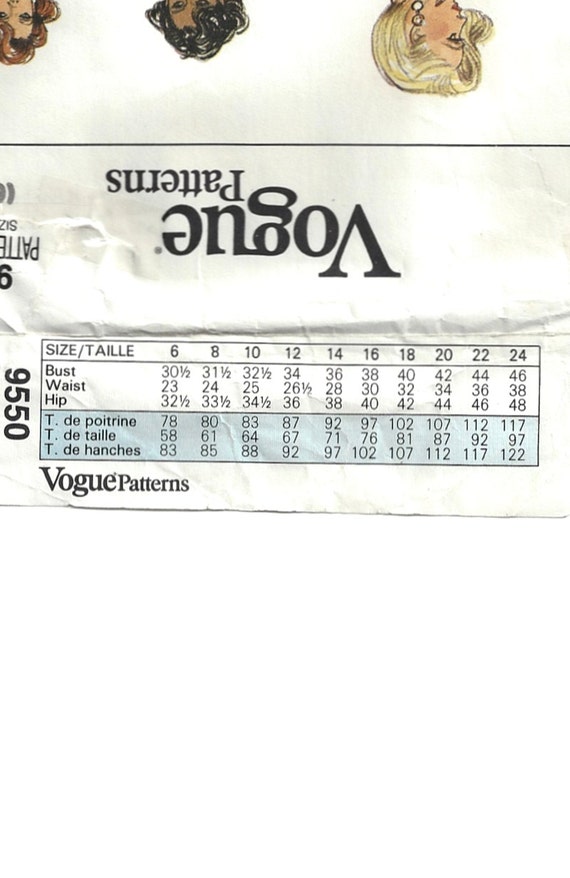 Vogue®
Patterns
PATTE
SIZ
9
9550
SIZE/TAILLE 6 8 10 12 14 16 18 20 22 24
Bust 30½ 31½ 32½ 34 36 38 40 42 44 46
Waist 23 24 25 26½ 28 30 32 34 36 38
Hip 32½ 33½ 34½ 36 38 40 42 44 46 48
T. de poitrine 78 80 83 87 92 97 102 107 112 117
T. de taille 58 61 64 67 71 76 81 87 92 97
T. de hanches 83 85 88 92 97 102 107 112 117 122
Vogue Patterns